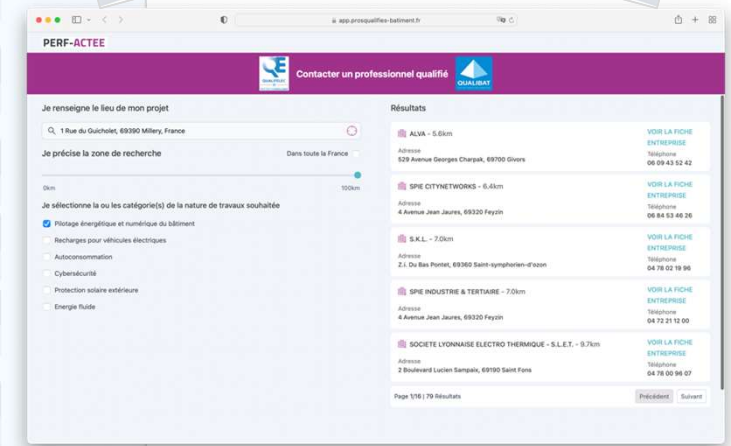 app.prosqualifies-batiment.fr
PERF-ACTEE
QUALIFELEC
Contacter un professionnel qualifié
QUALIBAT
Je renseigne le lieu de mon projet
1 Rue du Guicholet, 69390 Millery, France
Je précise la zone de recherche
Dans toute la France
0km
100km
Je sélectionne la ou les catégorie(s) de la nature de travaux souhaitée
Pilotage énergétique et numérique du bâtiment
Recharges pour véhicules électriques
Autoconsommation
Cybersécurité
Protection solaire extérieure
Energie fluide
Résultats
ALVA - 5.6km
VOIR LA FICHE
ENTREPRISE
Adresse
529 Avenue Georges Charpak, 69700 Givors
Téléphone
06 09 43 52 42
SPIE CITYNETWORKS - 6.4km
VOIR LA FICHE
ENTREPRISE
Adresse
4 Avenue Jean Jaures, 69320 Feyzin
Téléphone
06 84 53 46 26
S.K.L. - 7.0km
VOIR LA FICHE
ENTREPRISE
Adresse
Z.i. Du Bas Pontet, 69360 Saint-symphorien-d'ozon
Téléphone
04 78 02 19 96
SPIE INDUSTRIE & TERTIAIRE - 7.0km
VOIR LA FICHE
ENTREPRISE
Adresse
4 Avenue Jean Jaures, 69320 Feyzin
Téléphone
04 72 21 12 00
SOCIETE LYONNAISE ELECTRO THERMIQUE - S.L.E.T. - 9.7km
VOIR LA FICHE
ENTREPRISE
Adresse
2 Boulevard Lucien Sampaix, 69190 Saint Fons
Téléphone
04 78 00 96 07
Page 1/16 | 79 Résultats
Précédent
Suivant